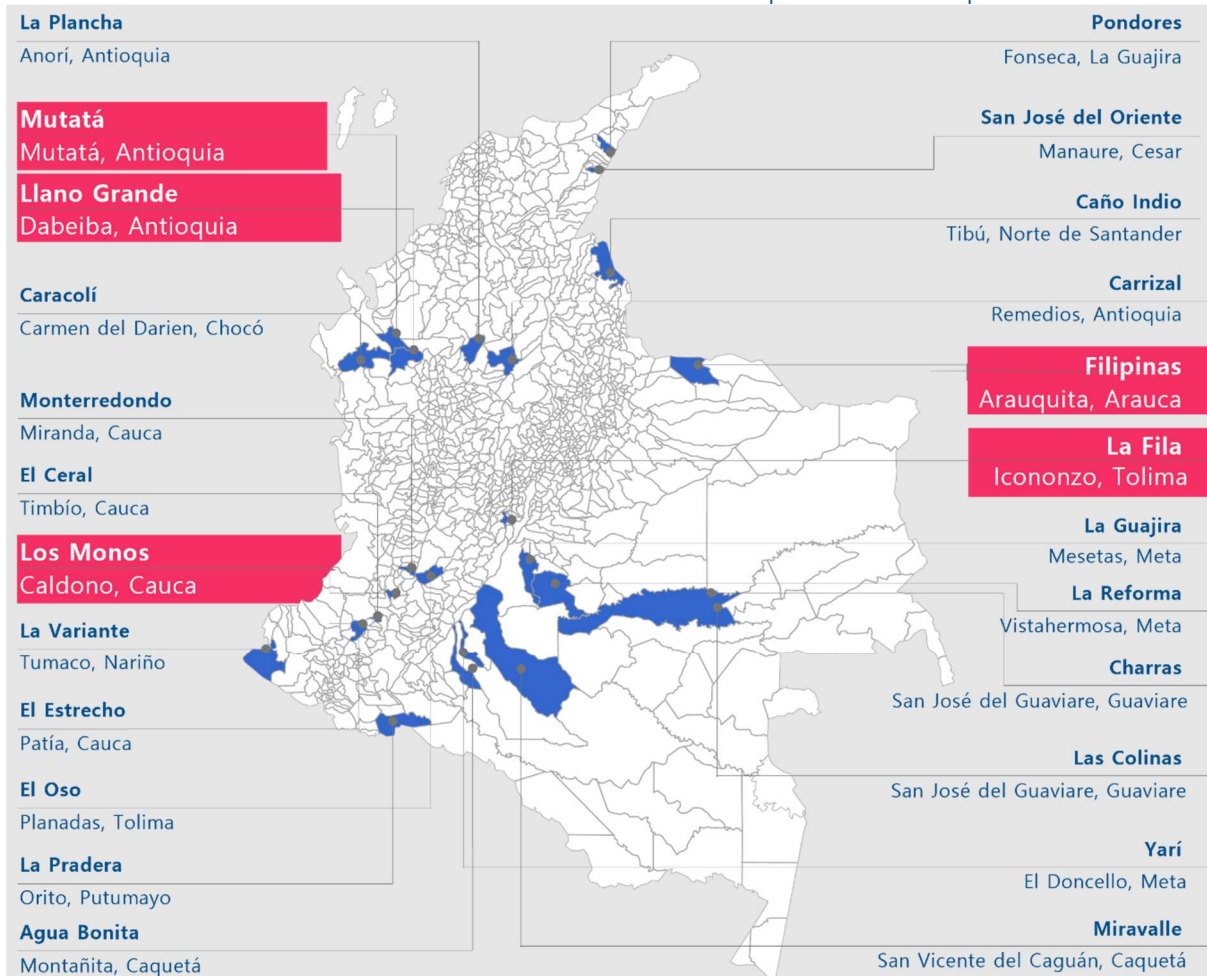 La Plancha
Anorí, Antioquia
Mutatá
Mutatá, Antioquia
Llano Grande
Dabeiba, Antioquia
Caracolí
Carmen del Darien, Chocó
Monterredondo
Miranda, Cauca
El Ceral
Timbío, Cauca
Los Monos
Caldono, Cauca
La Variante
Tumaco, Nariño
El Estrecho
Patía, Cauca
El Oso
Planadas, Tolima
La Pradera
Orito, Putumayo
Agua Bonita
Montañita, Caquetá
Pondores
Fonseca, La Guajira
San José del Oriente
Manaure, Cesar
Caño Indio
Tibú, Norte de Santander
Carrizal
Remedios, Antioquia
Filipinas
Arauquita, Arauca
La Fila
Icononzo, Tolima
La Guajira
Mesetas, Meta
La Reforma
Vistahermosa, Meta
Charras
San José del Guaviare, Guaviare
Las Colinas
San José del Guaviare, Guaviare
Yarí
El Doncello, Meta
Miravalle
San Vicente del Caguán, Caquetá